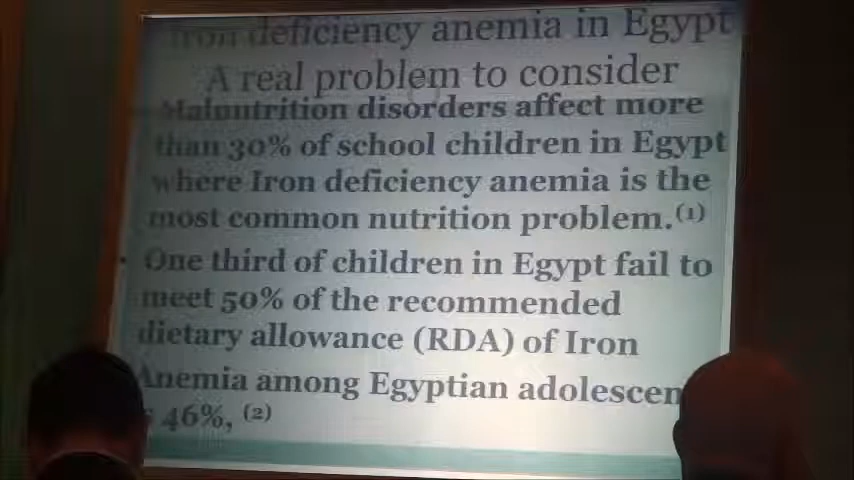 Iron deficiency anemia in Egypt
A real problem to consider
Malnutrition disorders affect more
than 30% of school children in Egypt
where Iron deficiency anemia is the
most common nutrition problem.(1)
• One third of children in Egypt fail to
meet 50% of the recommended
dietary allowance (RDA) of Iron
Anemia among Egyptian adolescen
46%, (2)